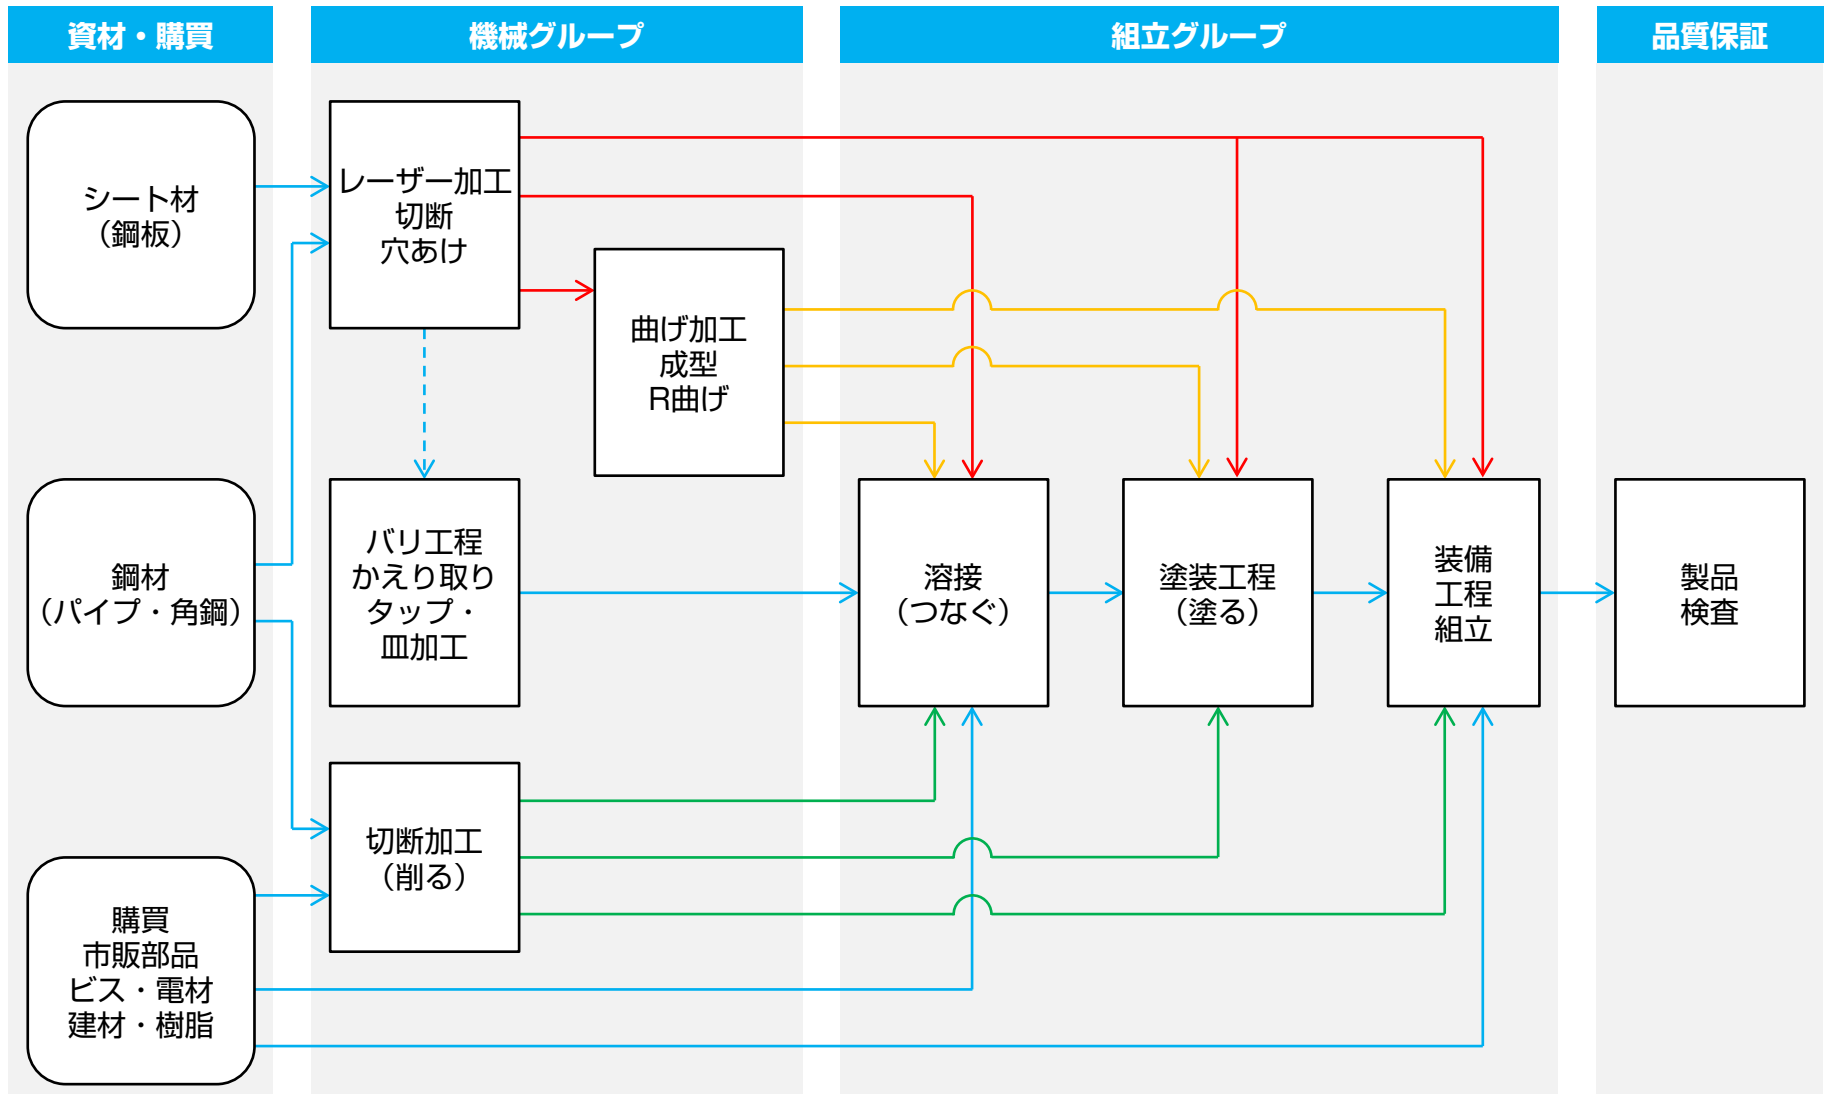 資材・購買
機械グループ
組立グループ
品質保証
シート材
（鋼板）
鋼材
（パイプ・角鋼）
購買
市販部品
ビス・電材
建材・樹脂
レーザー加工
切断
穴あけ
曲げ加工
成型
R曲げ
バリ工程
かえり取り
タップ・
皿加工
切断加工
（削る）
溶接
（つなぐ）
塗装工程
（塗る）
装備
工程
組立
製品
検査